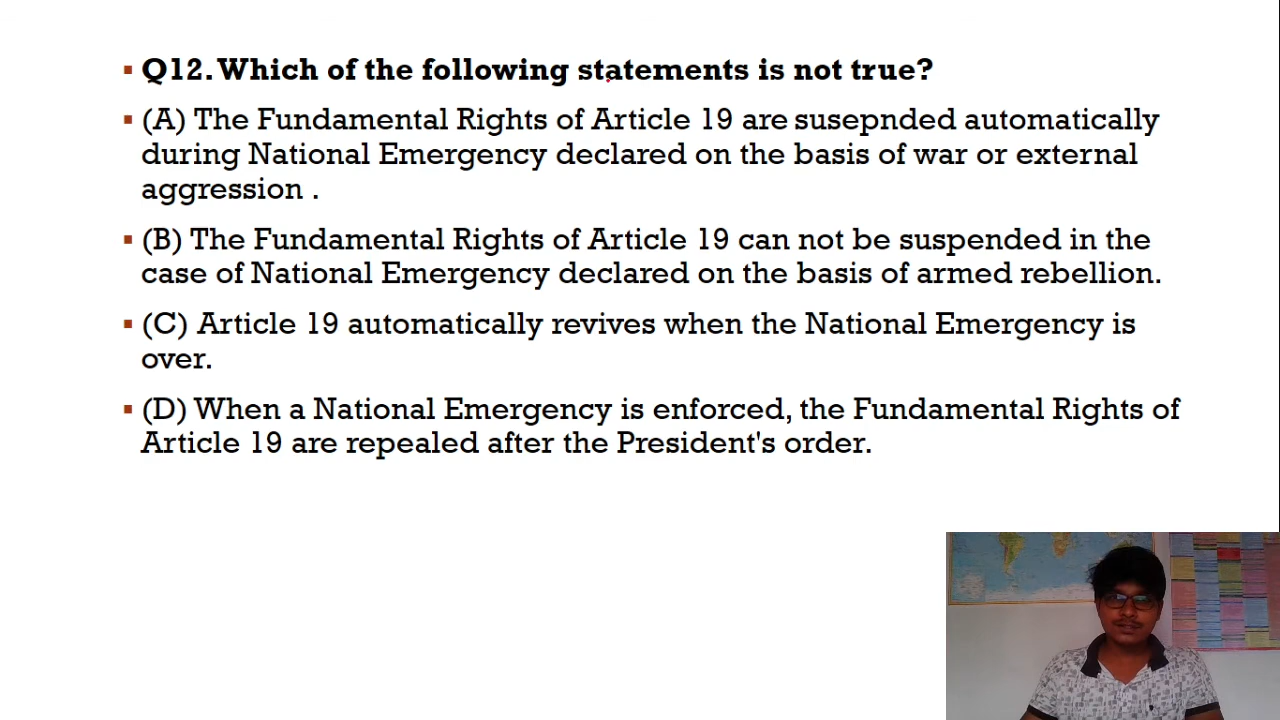 Q12. Which of the following statements is not true?
(A) The Fundamental Rights of Article 19 are susepnded automatically
during National Emergency declared on the basis of war or external
aggression .
(B) The Fundamental Rights of Article 19 can not be suspended in the
case of National Emergency declared on the basis of armed rebellion.
(C) Article 19 automatically revives when the National Emergency is
over.
(D) When a National Emergency is enforced, the Fundamental Rights of
Article 19 are repealed after the President's order.